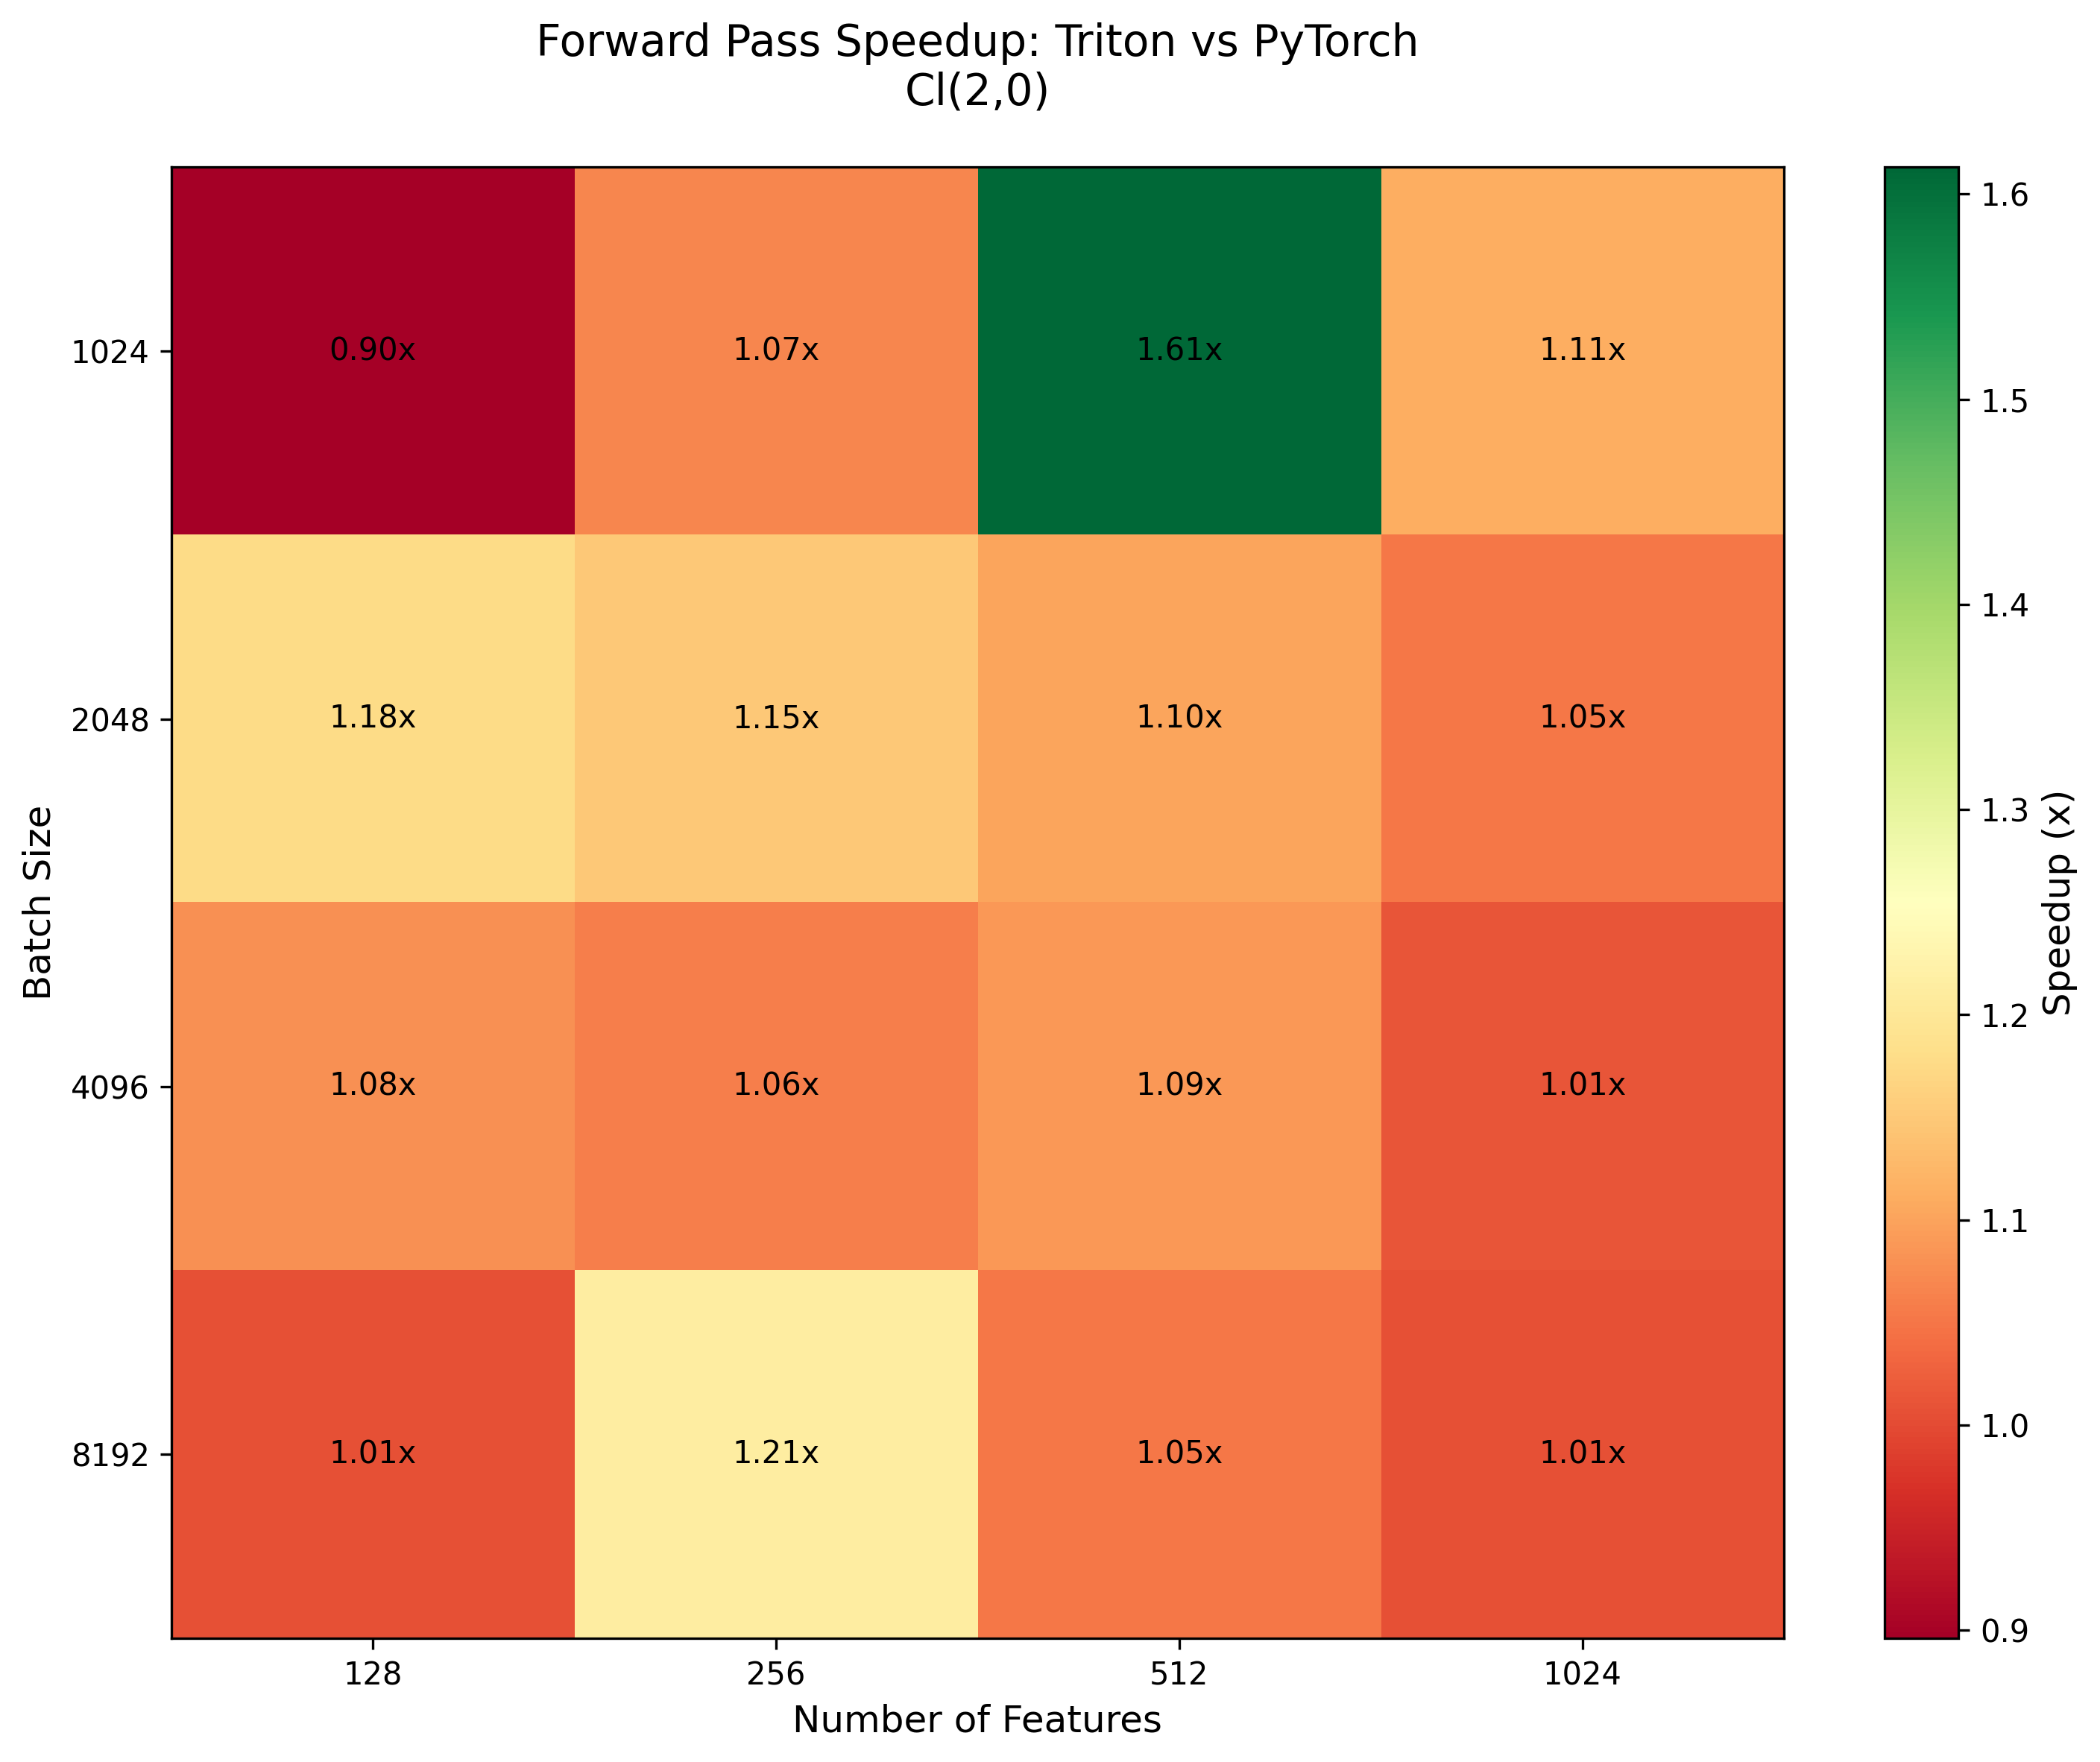 Forward Pass Speedup: Triton vs PyTorch
Cl(2,0)
Batch Size
1024
0.90x
1.07x
1.61x
1.11x
2048
1.18x
1.15x
1.10x
1.05x
4096
1.08x
1.06x
1.09x
1.01x
8192
1.01x
1.21x
1.05x
1.01x
128
256
512
1024
Number of Features
1.6
1.5
1.4
1.3
1.2
1.1
1.0
0.9
Speedup (x)